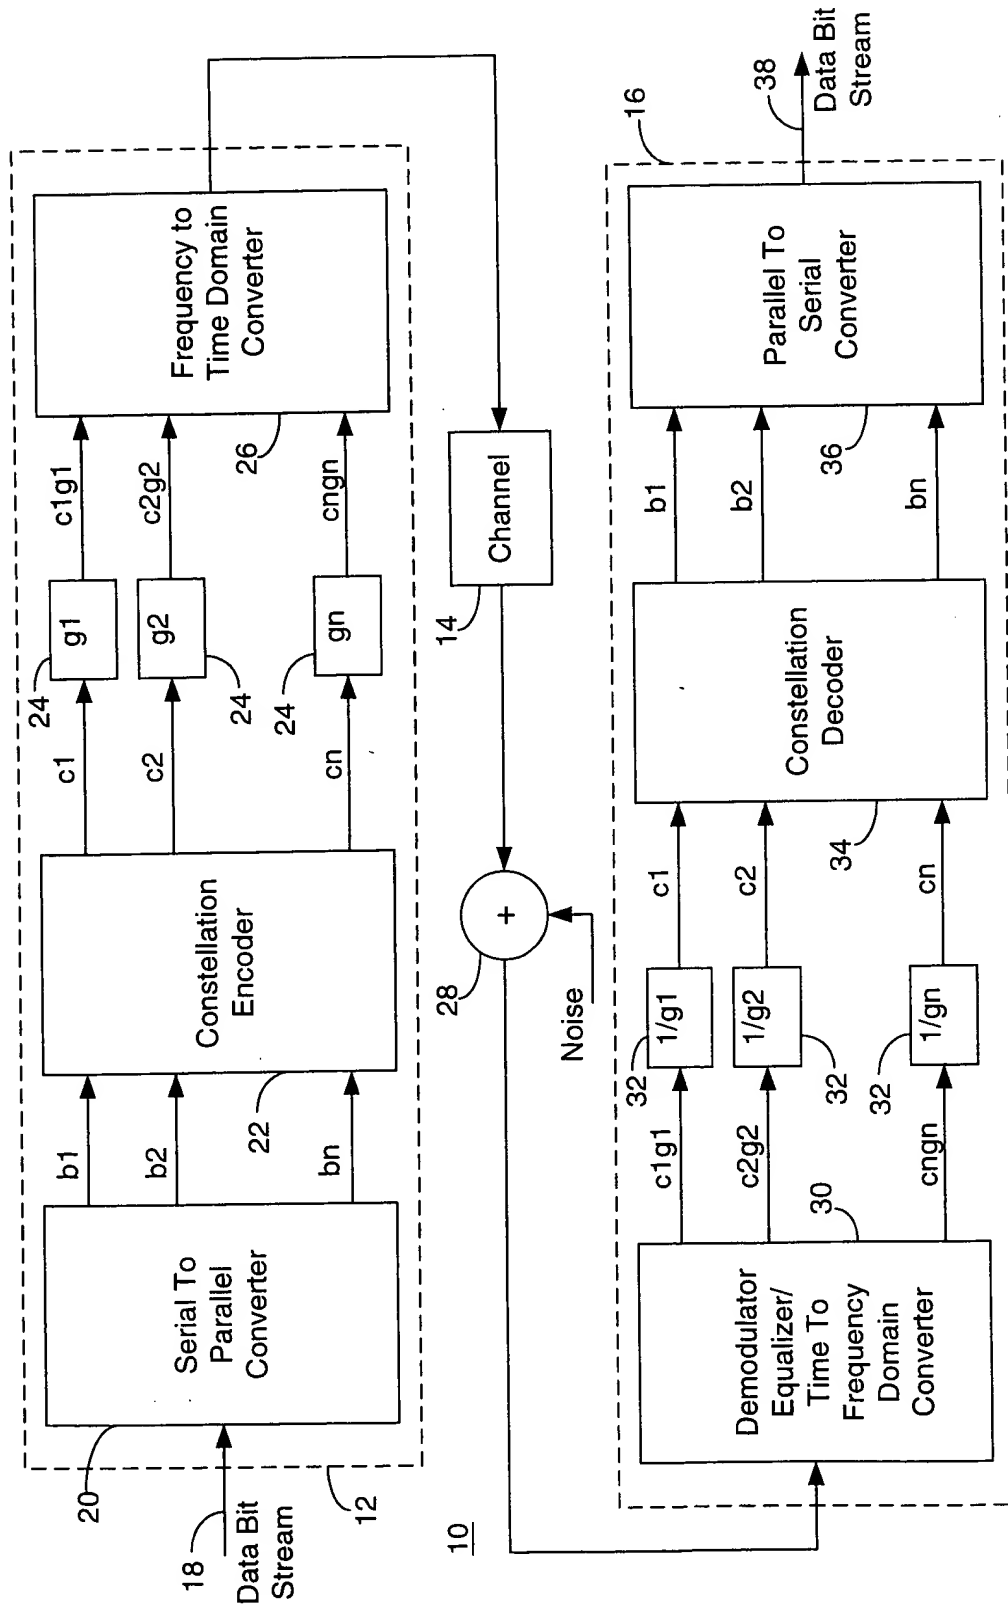 18
Data Bit
Stream
20
Serial To
Parallel
Converter
b1
b2
bn
22
Constellation
Encoder
c1
c2
cn
24
g1
24
g2
24
gn
c1g1
c2g2
cngn
26
Frequency to
Time Domain
Converter
12
10
14
Channel
28
+
Noise
16
30
Demodulator
Equalizer/
Time To
Frequency
Domain
Converter
c1g1
c2g2
cngn
32
1/g1
32
1/g2
32
1/gn
c1
c2
cn
34
Constellation
Decoder
b1
b2
bn
36
Parallel To
Serial
Converter
38
Data Bit
Stream